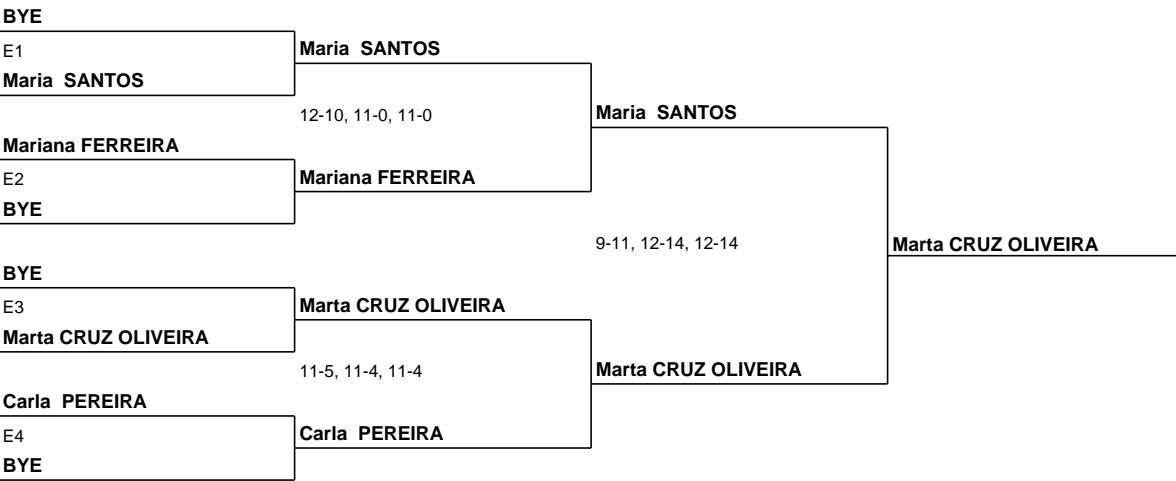 BYE
E1
Maria SANTOS
Mariana FERREIRA
E2
BYE
BYE
E3
Marta CRUZ OLIVEIRA
Carla PEREIRA
E4
BYE
Maria SANTOS
12-10, 11-0, 11-0
Mariana FERREIRA
Marta CRUZ OLIVEIRA
11-5, 11-4, 11-4
Carla PEREIRA
Maria SANTOS
9-11, 12-14, 12-14
Marta CRUZ OLIVEIRA
Marta CRUZ OLIVEIRA